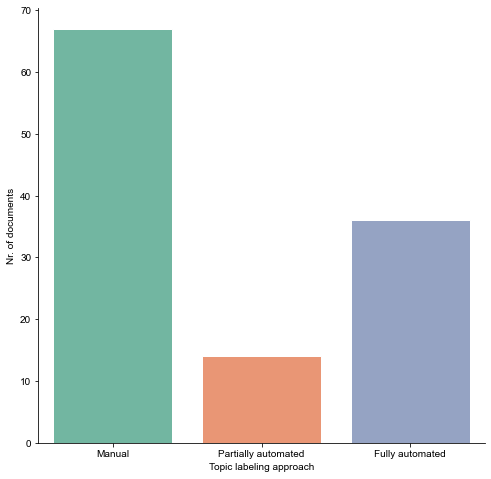 70
60
50
40
30
20
10
0
Nr. of documents
Manual
Partially automated
Fully automated
Topic labeling approach